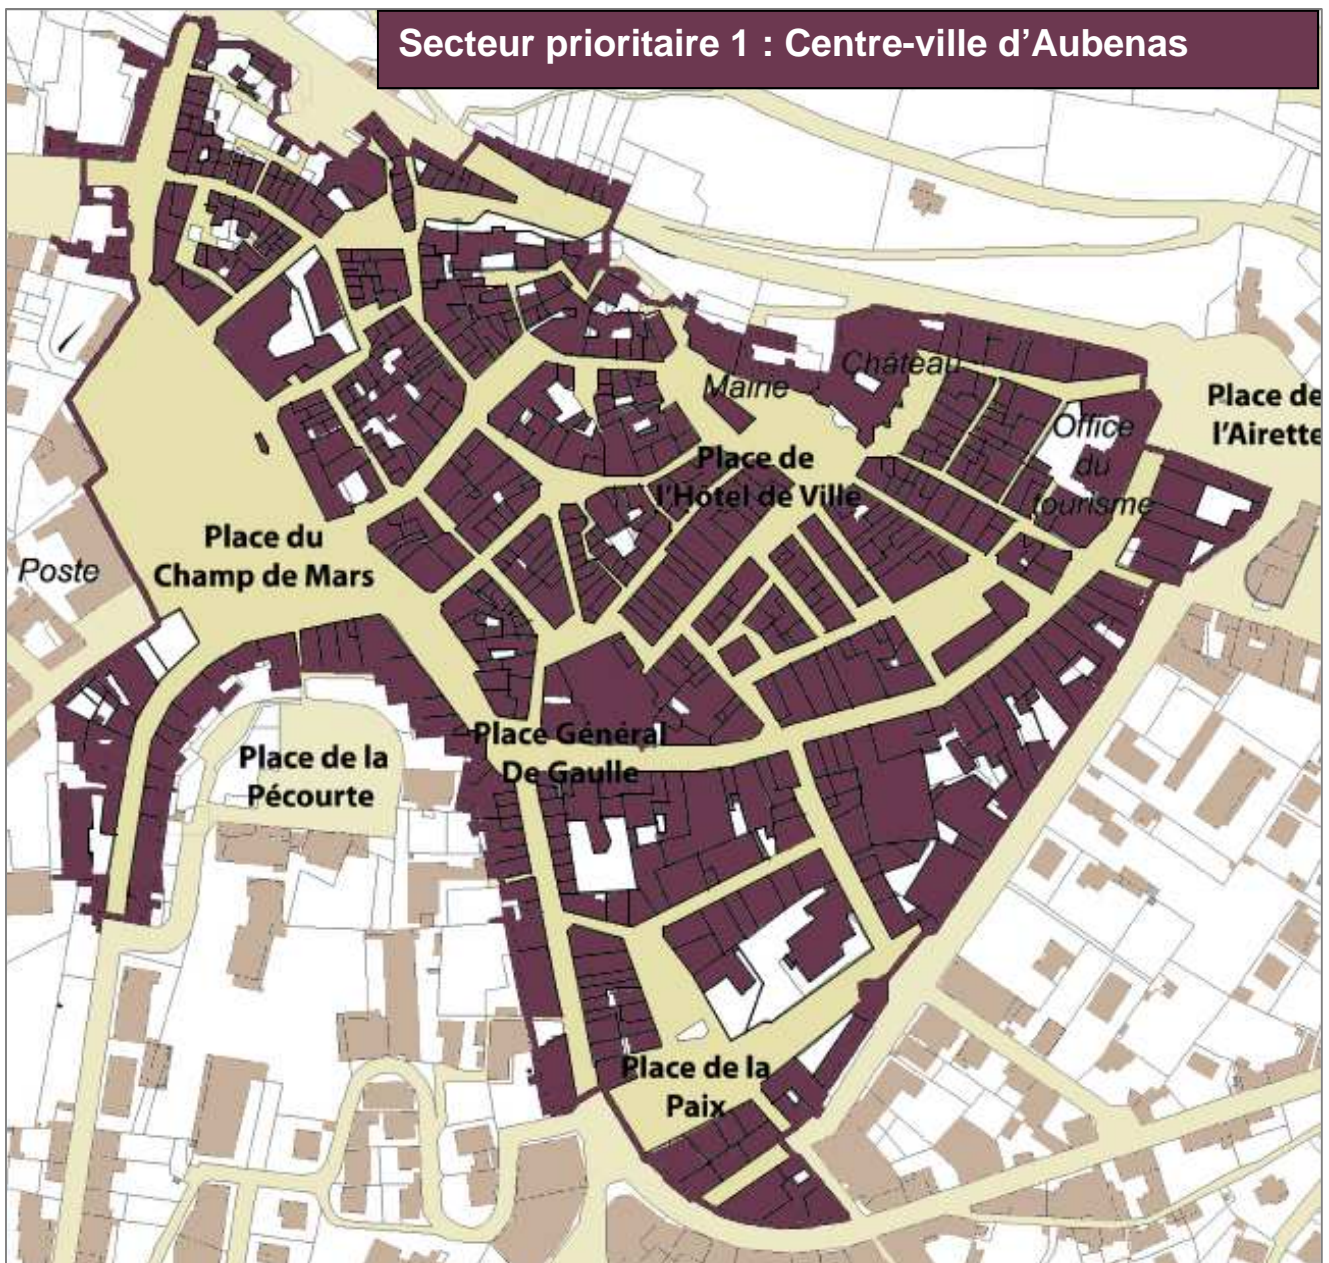 Secteur prioritaire 1 : Centre-ville d’Aubenas
Château
Mairie
Place de
l’Airette
Office
du
tourisme
Place de
l’Hôtel de Ville
Place du
Champ de Mars
Poste
Place Général
De Gaulle
Place de la
Pécourte
Place de la
Paix